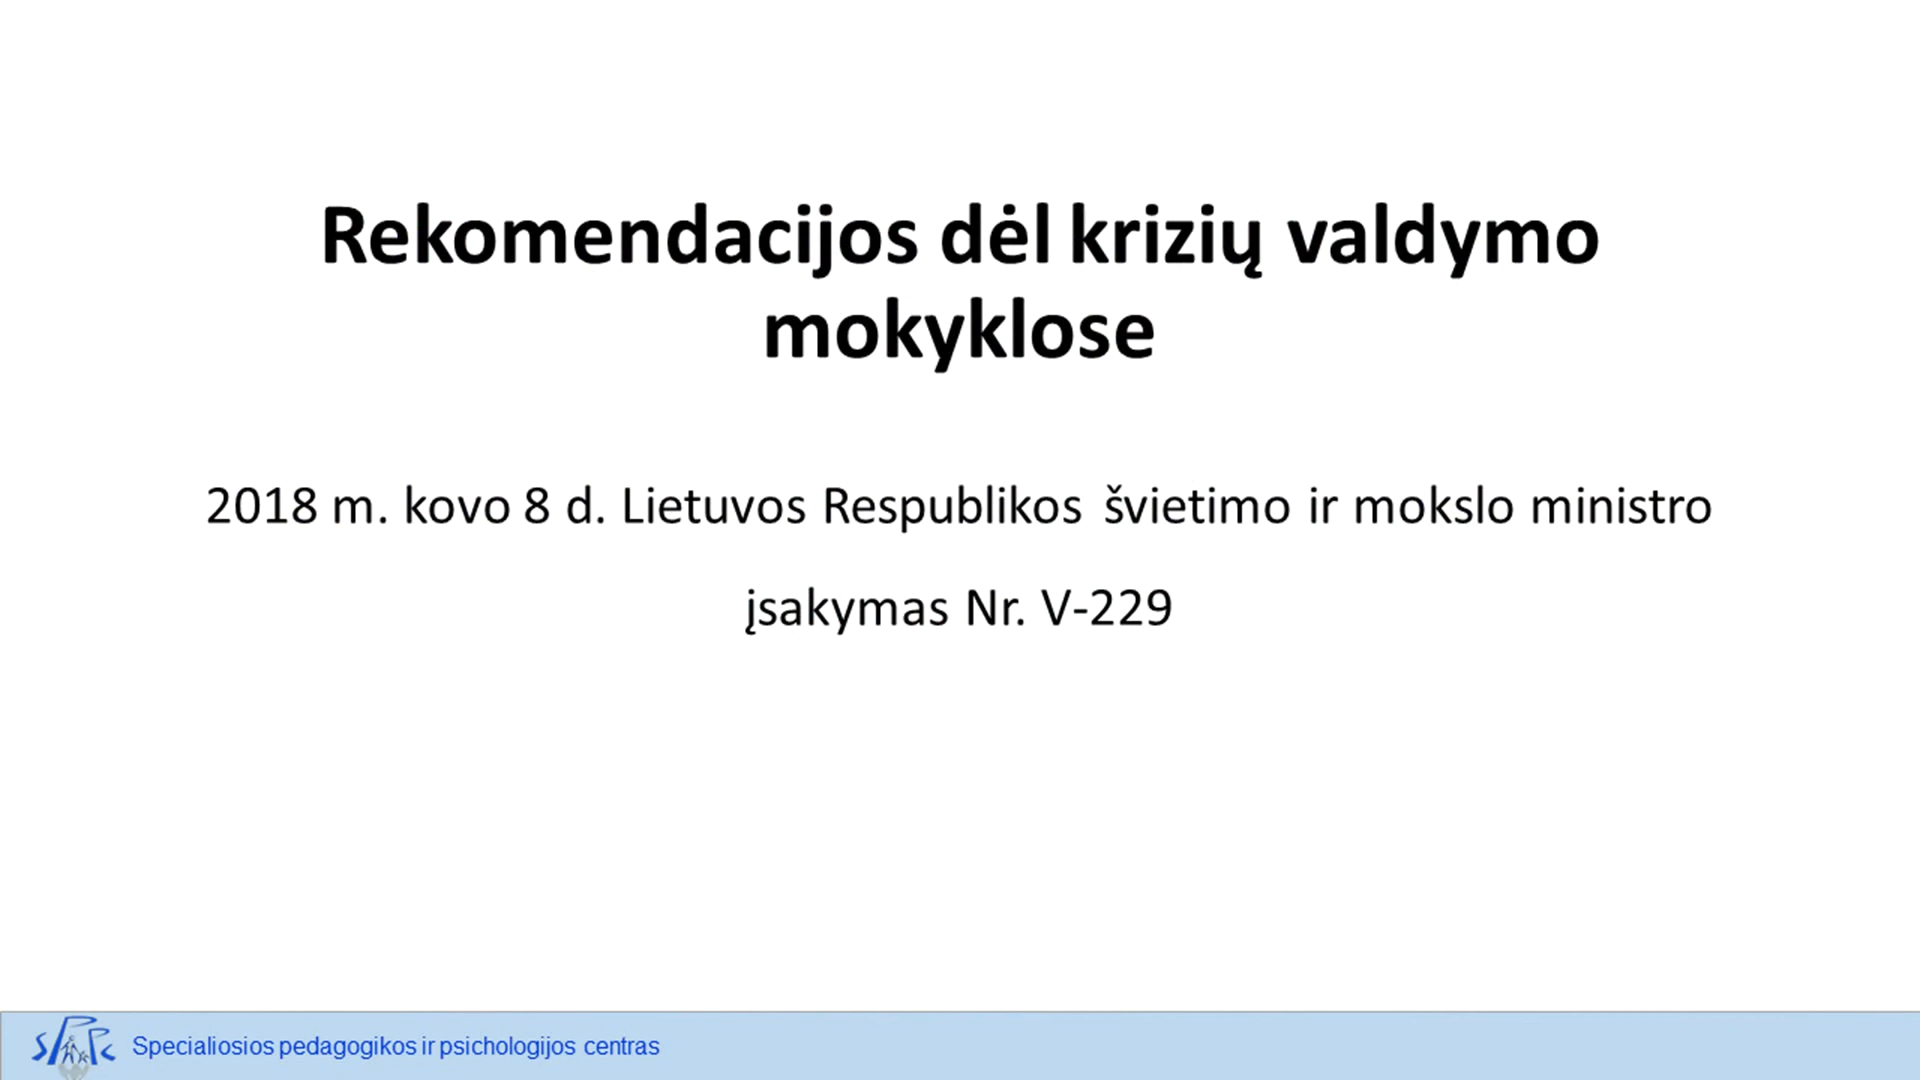 Rekomendacijos dėl krizių valdymo
mokyklose
2018 m. kovo 8 d. Lietuvos Respublikos švietimo ir mokslo ministro
įsakymas Nr. V-229
SPPC Specialiosios pedagogikos ir psichologijos centras